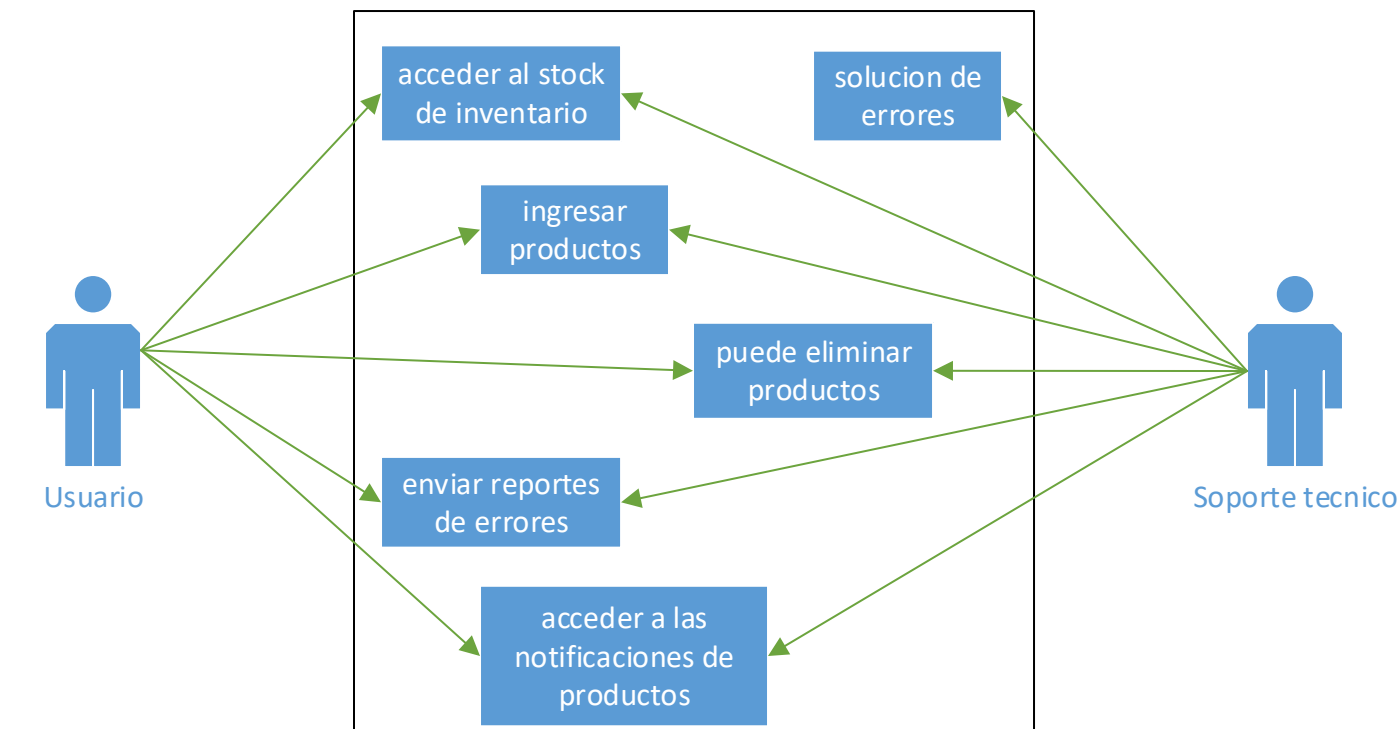 acceder al stock
de inventario
solucion de
errores
ingresar
productos
puede eliminar
productos
Usuario
enviar reportes
de errores
Soporte tecnico
acceder a las
notificaciones de
productos